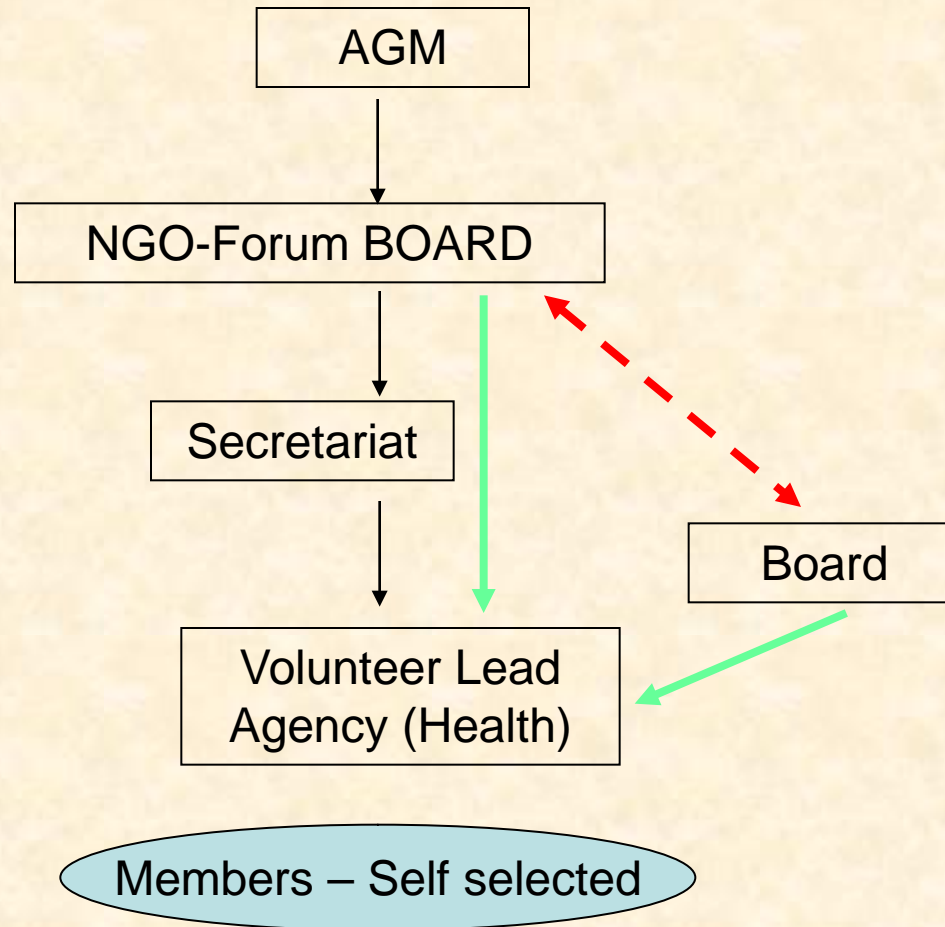 AGM
NGO-Forum BOARD
Secretariat
Board
Volunteer Lead
Agency (Health)
Members – Self selected